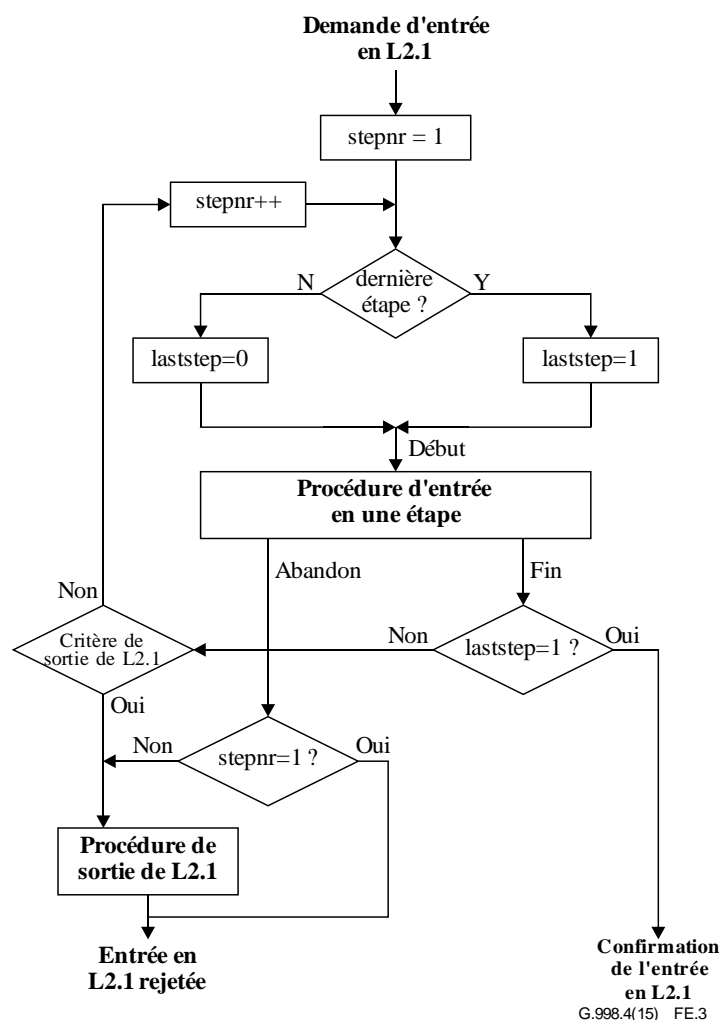 Demande d'entrée
en L2.1
stepnr = 1
stepnr++
dernière
étape ?
N
Y
laststep=0
laststep=1
Début
Procédure d'entrée
en une étape
Abandon
Fin
Non
Critère de
sortie de L2.1
Non
laststep=1 ?
Oui
Oui
Non
stepnr=1 ?
Oui
Procédure de
sortie de L2.1
Entrée en
L2.1 rejetée
Confirmation
de l'entrée
en L2.1
G.998.4(15) FE.3